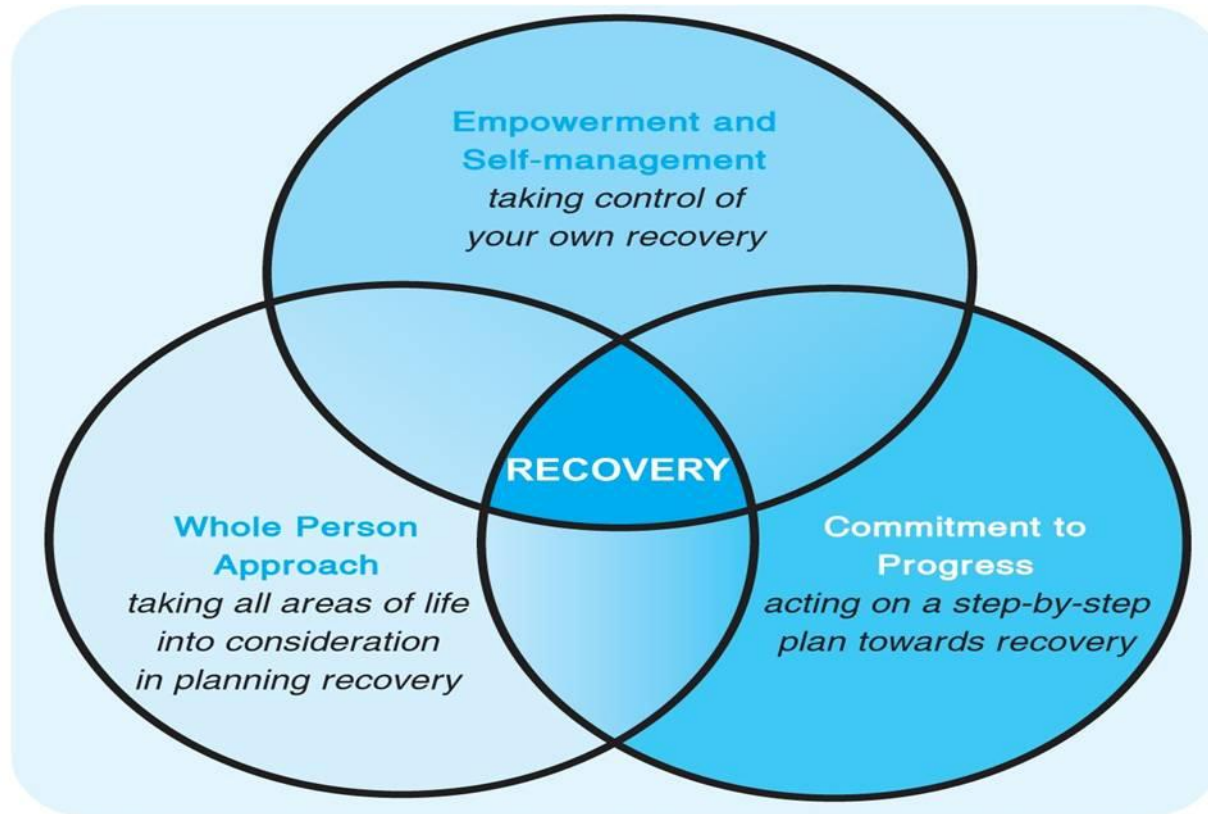 Empowerment and
Self-management
taking control of
your own recovery
RECOVERY
Whole Person
Approach
taking all areas of life
into consideration
in planning recovery
Commitment to
Progress
acting on a step-by-step
plan towards recovery